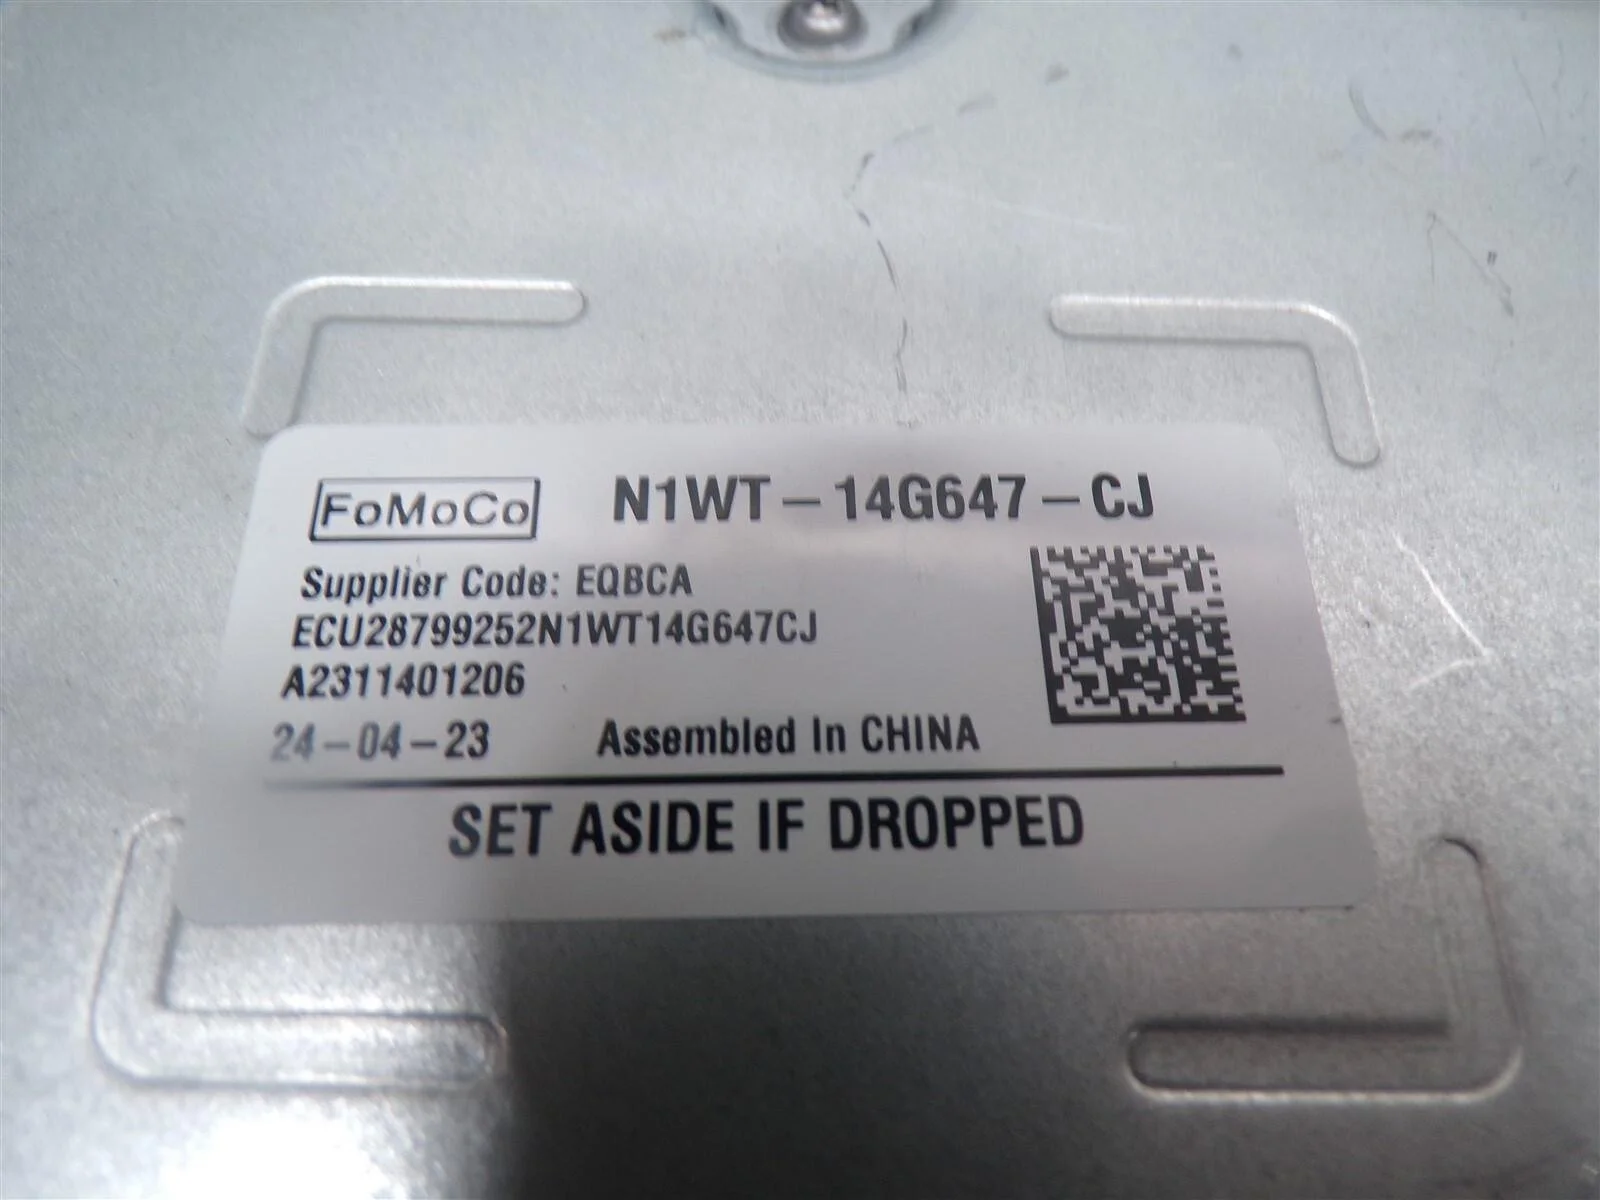 FoMoCo N1WT-14G647-CJ
Supplier Code: EQBCA
ECU28799252N1WT14G647CJ
A2311401206
24-04-23 Assembled In CHINA
SET ASIDE IF DROPPED